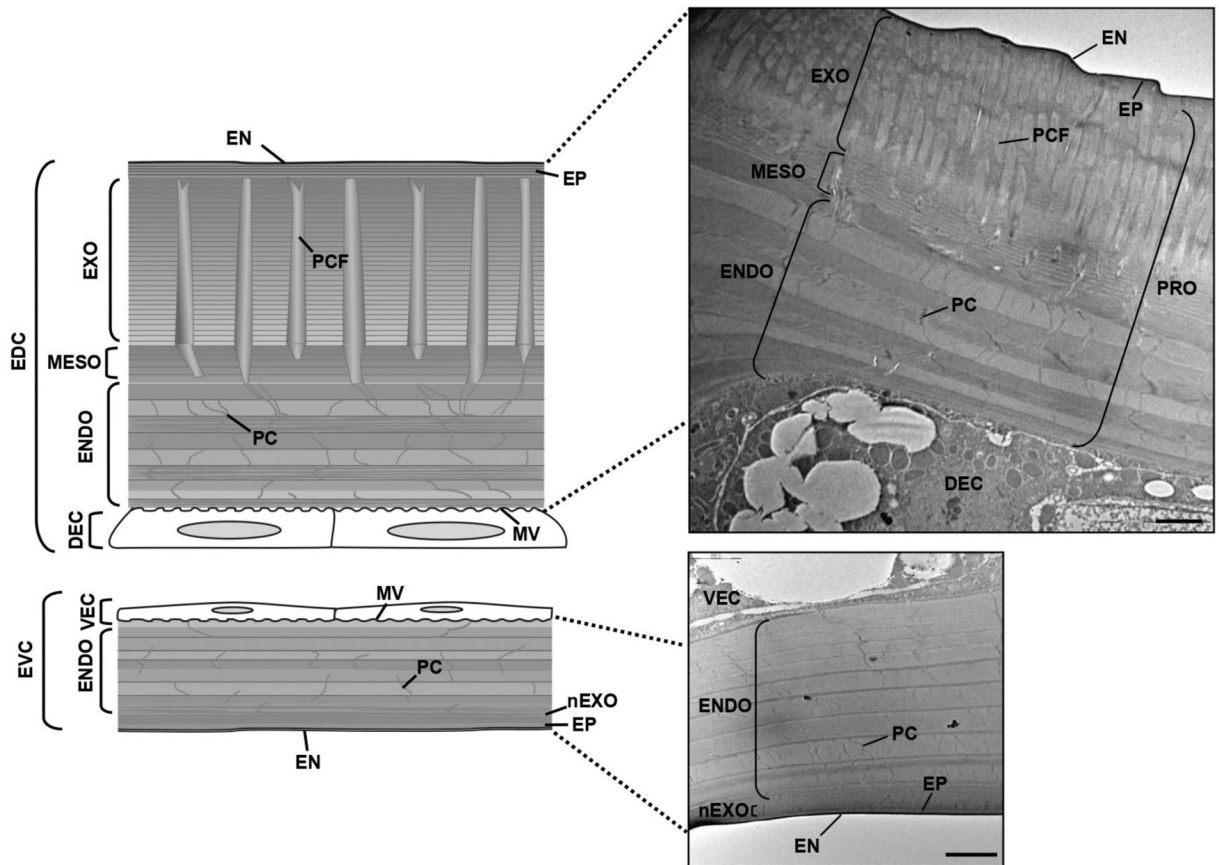 EN
EP
EXO
PCF
EDC
MESO
ENDO
PC
DEC
MV
MV
VEC
EVC
ENDO
PC
nEXO
EP
EN
EN
EXO
EP
PCF
MESO
ENDO
PRO
PC
DEC
VEC
ENDO
PC
EP
nEXO
EN